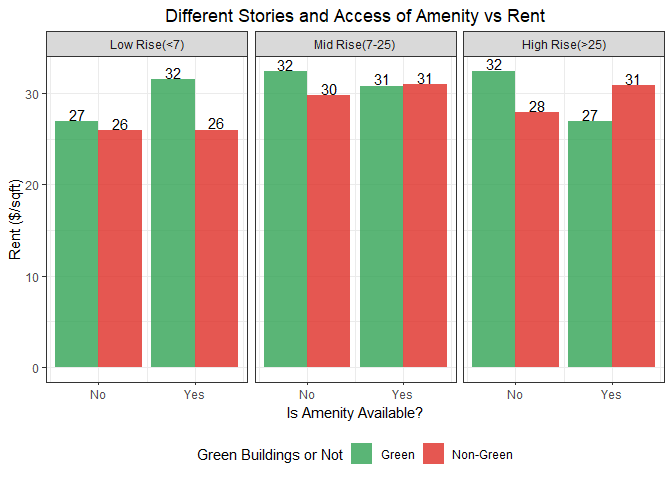 Different Stories and Access of Amenity vs Rent
Low Rise(<7) Mid Rise(7-25) High Rise(>25)
Rent ($/sqft)
30
20
10
0
27 26 32 26
32 30 31 31
32 28 27 31
No Yes No Yes No Yes
Is Amenity Available?
Green Buildings or Not Green Non-Green